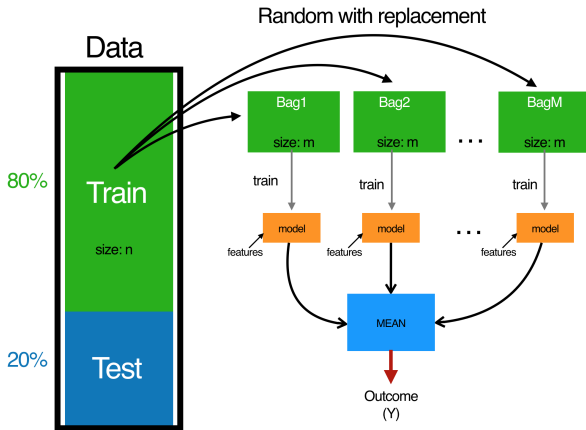 Random with replacement
Data
Bag1
Bag2
BagM
size: m
size: m
...
size: m
train
train
train
80%
Train
size: n
model
model
...
model
features
features
features
MEAN
20%
Test
Outcome
(Y)